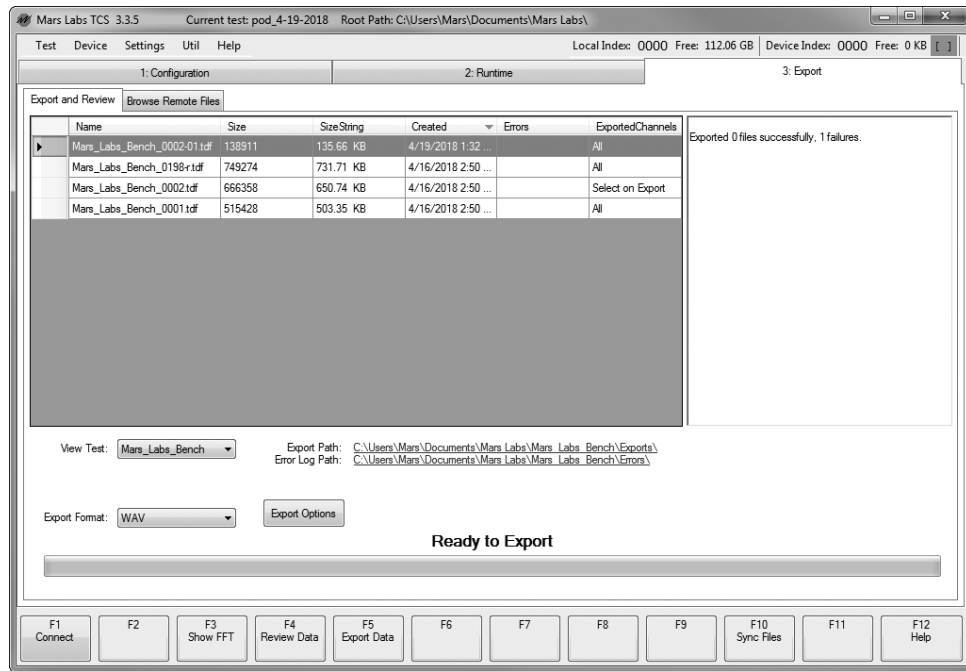 Mars Labs TCS 3.3.5 Current test: pod_4-19-2018 Root Path: C:\Users\Mars\Documents\Mars Labs\
Test Device Settings Util Help Local Index: 0000 Free: 112.06 GB Device Index: 0000 Free: 0 KB [ ]
1: Configuration 2: Runtime 3: Export
Export and Review Browse Remote Files
Name Size SizeString Created Errors ExportedChannels
Mars_Labs_Bench_0002-01.tdf 138911 135.66 KB 4/19/2018 1:32 ... All
Mars_Labs_Bench_0198-r.tdf 749274 731.71 KB 4/16/2018 2:50 ... All
Mars_Labs_Bench_0002.tdf 666358 650.74 KB 4/16/2018 2:50 ... Select on Export
Mars_Labs_Bench_0001.tdf 515428 503.35 KB 4/16/2018 2:50 ... All
Exported 0 files successfully, 1 failures.
View Test: Mars_Labs_Bench Export Path: C:\Users\Mars\Documents\Mars Labs\Mars_Labs_Bench\Exports\
Error Log Path: C:\Users\Mars\Documents\Mars Labs\Mars_Labs_Bench\Errors\
Export Format: WAV Export Options
Ready to Export
F1 F2 F3 F4 F5 F6 F7 F8 F9 F10 F11 F12
Connect Show FFT Review Data Export Data Sync Files Help